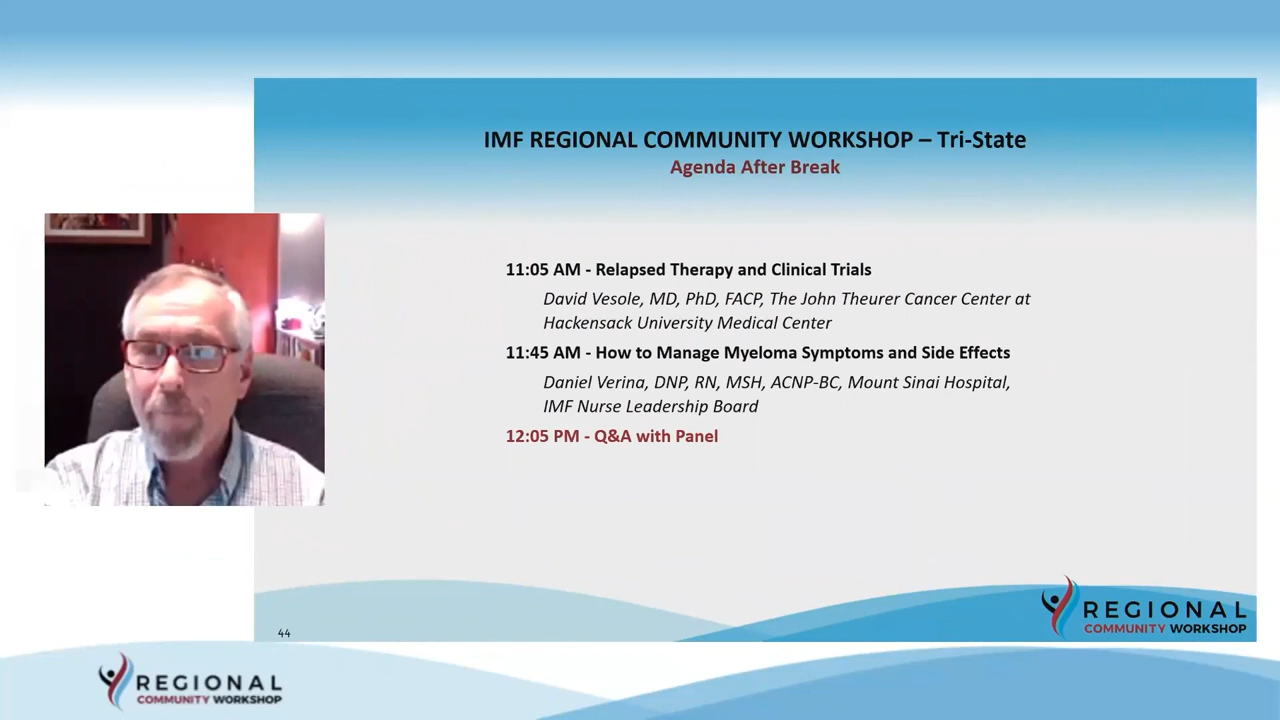 IMF REGIONAL COMMUNITY WORKSHOP – Tri-State
Agenda After Break
11:05 AM - Relapsed Therapy and Clinical Trials
David Vesole, MD, PhD, FACP, The John Theurer Cancer Center at
Hackensack University Medical Center
11:45 AM - How to Manage Myeloma Symptoms and Side Effects
Daniel Verina, DNP, RN, MSH, ACNP-BC, Mount Sinai Hospital,
IMF Nurse Leadership Board
12:05 PM - Q&A with Panel
44
REGIONAL
COMMUNITY WORKSHOP
REGIONAL
COMMUNITY WORKSHOP